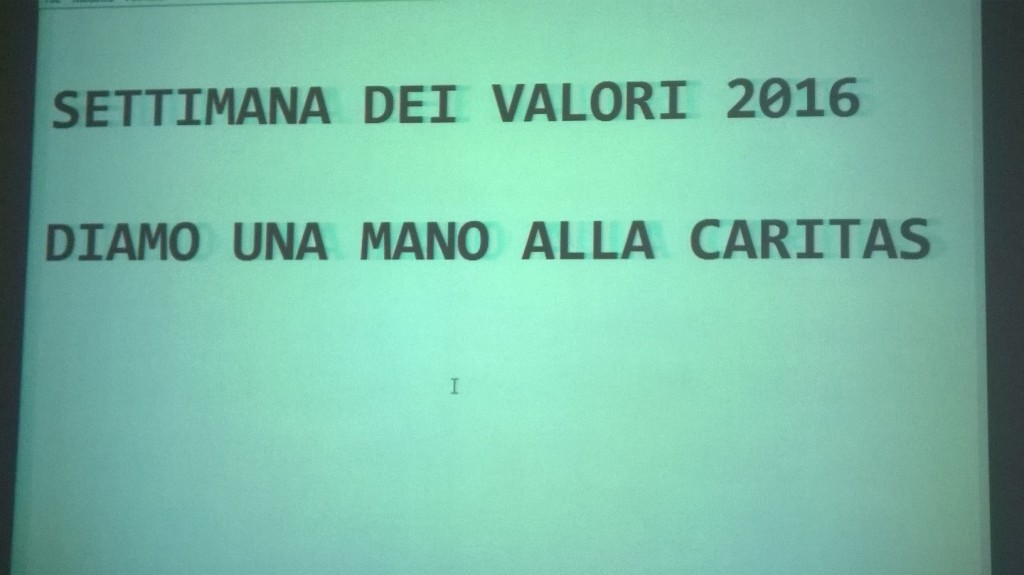 SETTIMANA DEI VALORI 2016
DIAMO UNA MANO ALLA CARITAS